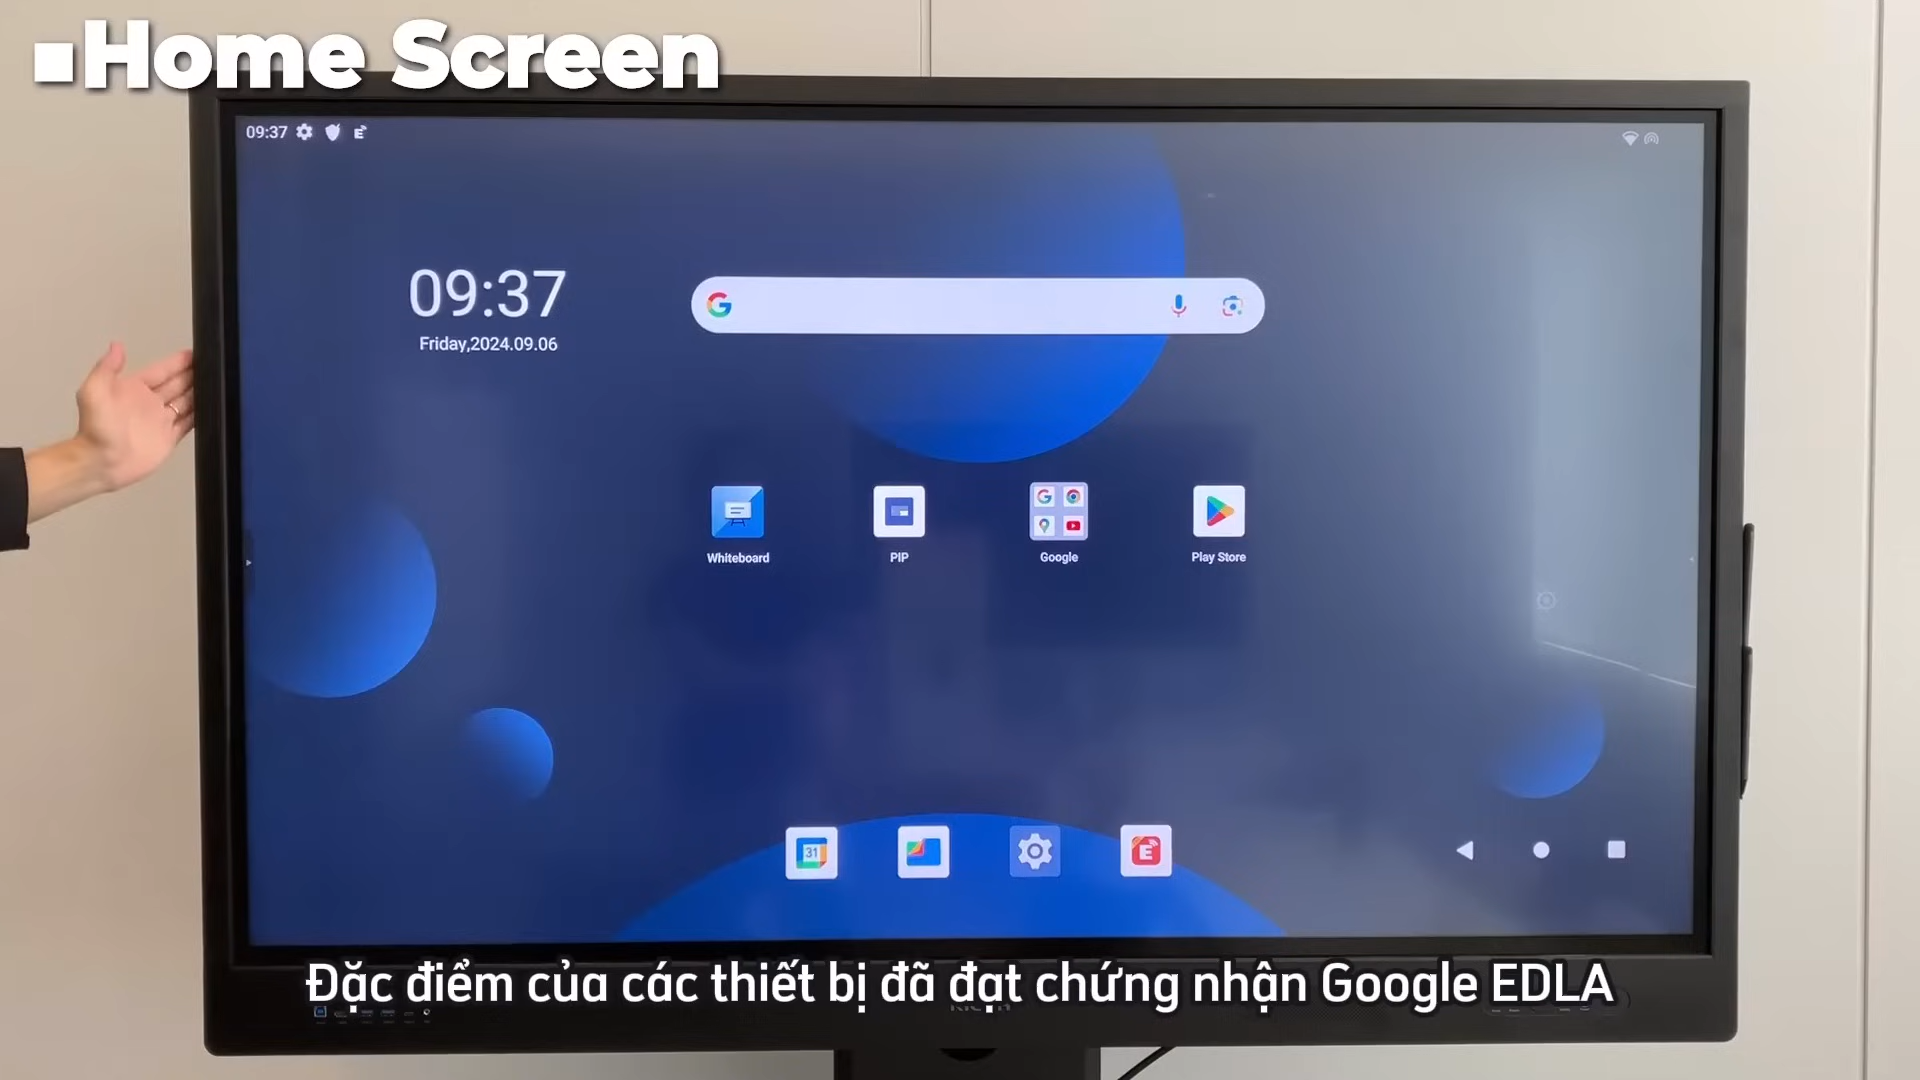 Home Screen
09:37
09:37
Friday,2024.09.06
Whiteboard
PIP
Google
Play Store
31
E
Đặc điểm của các thiết bị đã đạt chứng nhận Google EDLA